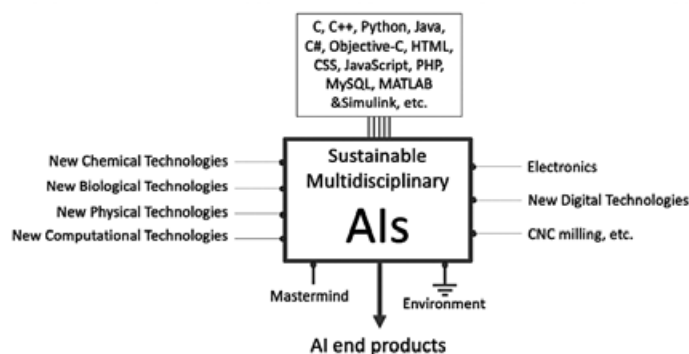 C, C++, Python, Java,
C#, Objective-C, HTML,
CSS, JavaScript, PHP,
MySQL, MATLAB
&Simulink, etc.
Sustainable
Multidisciplinary
AIs
New Chemical Technologies
New Biological Technologies
New Physical Technologies
New Computational Technologies
Electronics
New Digital Technologies
CNC milling, etc.
Mastermind
Environment
AI end products